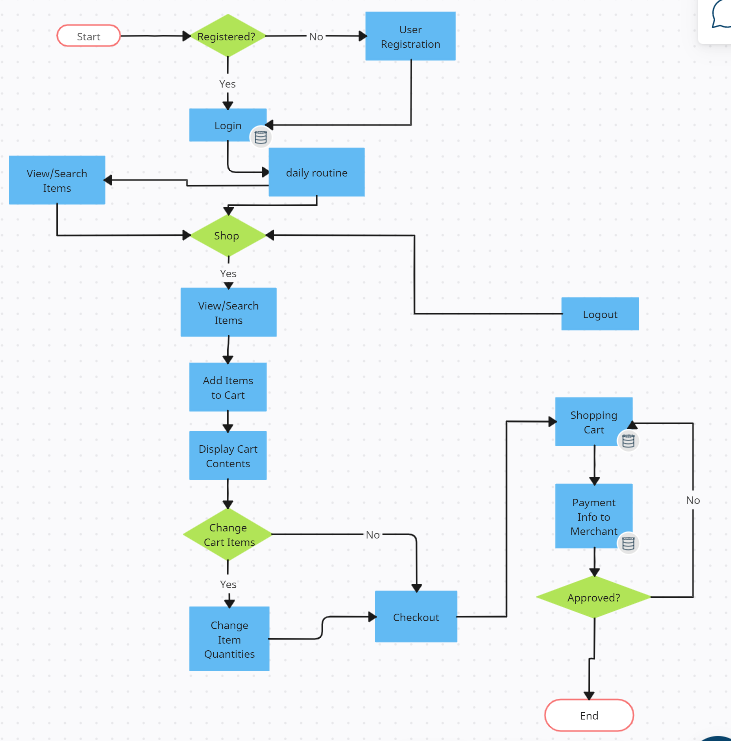 Start
Registered?
No
User
Registration
Yes
Login
View/Search
Items
daily routine
Shop
Yes
View/Search
Items
Logout
Add Items
to Cart
Shopping
Cart
Display Cart
Contents
Payment
Info to
Merchant
No
Change
Cart Items
No
Yes
Approved?
Change
Item
Quantities
Checkout
End